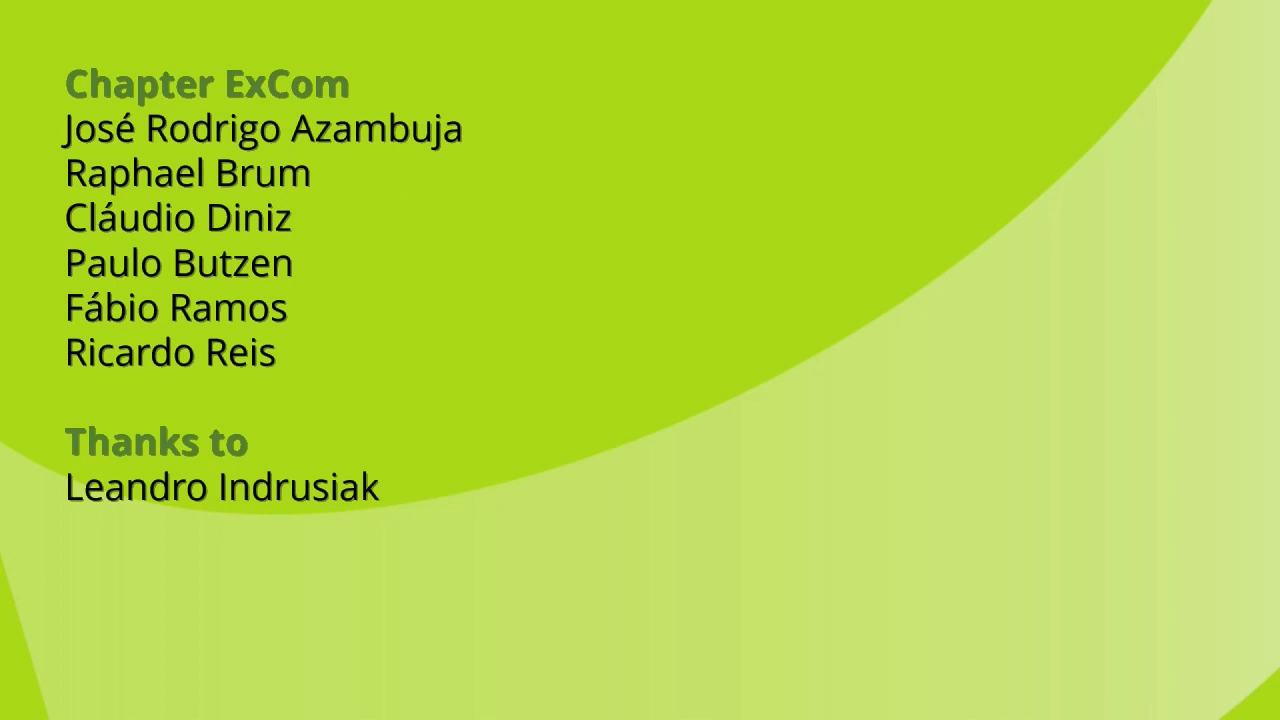 Chapter ExCom
José Rodrigo Azambuja
Raphael Brum
Cláudio Diniz
Paulo Butzen
Fábio Ramos
Ricardo Reis
Thanks to
Leandro Indrusiak